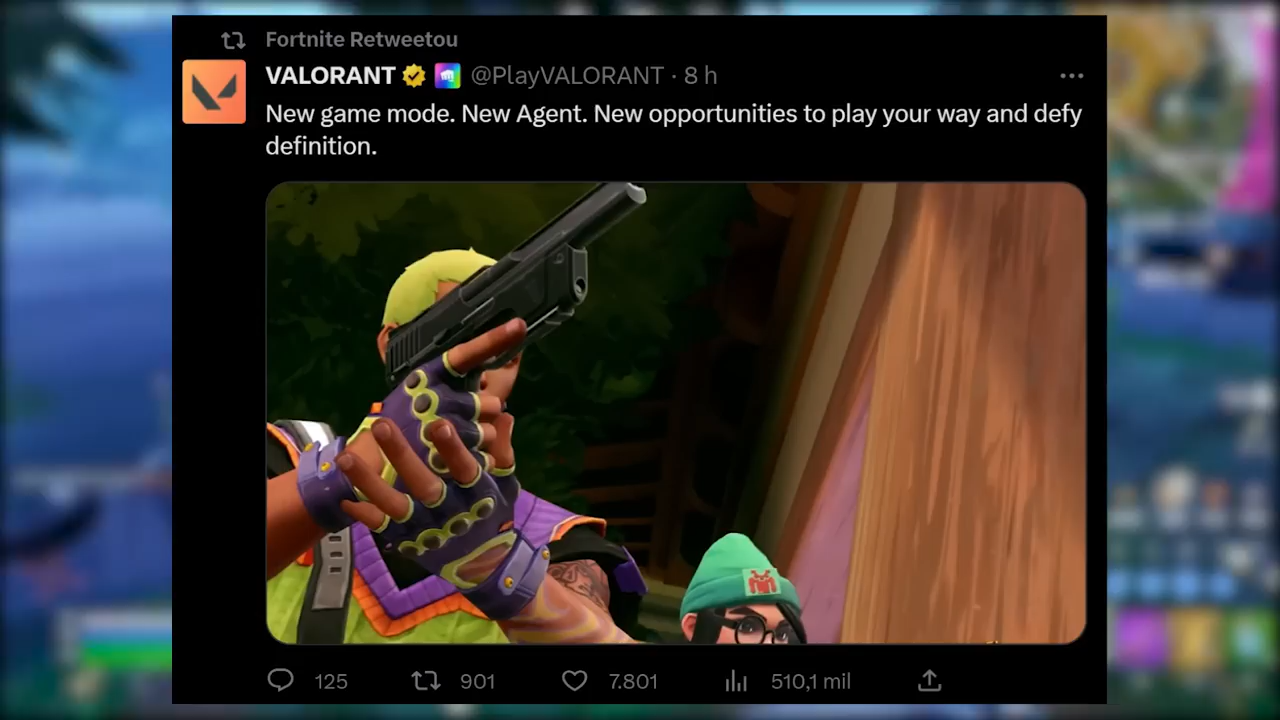 Fortnite Retweetou
VALORANT @PlayVALORANT · 8 h
New game mode. New Agent. New opportunities to play your way and defy
definition.
125 901 7.801 510,1 mil